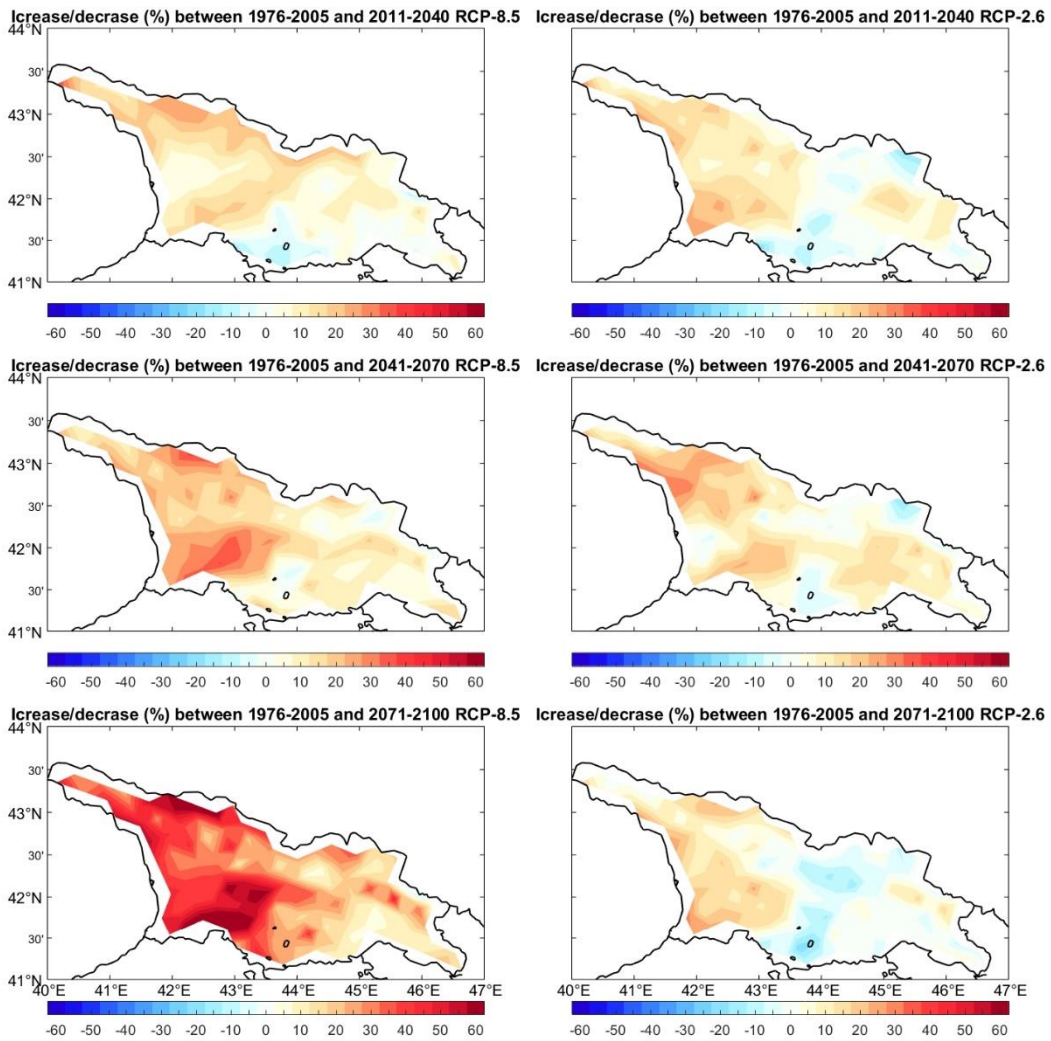 Icrease/decrase (%) between 1976-2005 and 2011-2040 RCP-8.5
Icrease/decrase (%) between 1976-2005 and 2011-2040 RCP-2.6
44°N
30'
43°N
30'
42°N
30'
41°N
-60 -50 -40 -30 -20 -10 0 10 20 30 40 50 60
-60 -50 -40 -30 -20 -10 0 10 20 30 40 50 60
Icrease/decrase (%) between 1976-2005 and 2041-2070 RCP-8.5
Icrease/decrase (%) between 1976-2005 and 2041-2070 RCP-2.6
44°N
30'
43°N
30'
42°N
30'
41°N
-60 -50 -40 -30 -20 -10 0 10 20 30 40 50 60
-60 -50 -40 -30 -20 -10 0 10 20 30 40 50 60
Icrease/decrase (%) between 1976-2005 and 2071-2100 RCP-8.5
Icrease/decrase (%) between 1976-2005 and 2071-2100 RCP-2.6
44°N
30'
43°N
30'
42°N
30'
41°N
40°E 41°E 42°E 43°E 44°E 45°E 46°E 47°E
40°E 41°E 42°E 43°E 44°E 45°E 46°E 47°E
-60 -50 -40 -30 -20 -10 0 10 20 30 40 50 60
-60 -50 -40 -30 -20 -10 0 10 20 30 40 50 60